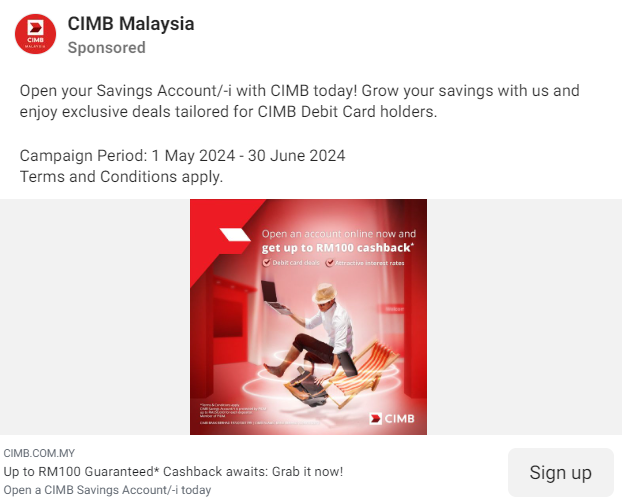 CIMB Malaysia
Sponsored
CIMB
Open your Savings Account/-i with CIMB today! Grow your savings with us and
enjoy exclusive deals tailored for CIMB Debit Card holders.
Campaign Period: 1 May 2024 - 30 June 2024
Terms and Conditions apply.
Open an account online now and
get up to RM100 cashback*
Debit card deals
Attractive interest rates
CIMB
CIMB.COM.MY
Up to RM100 Guaranteed* Cashback awaits: Grab it now!
Open a CIMB Savings Account/-i today
Sign up